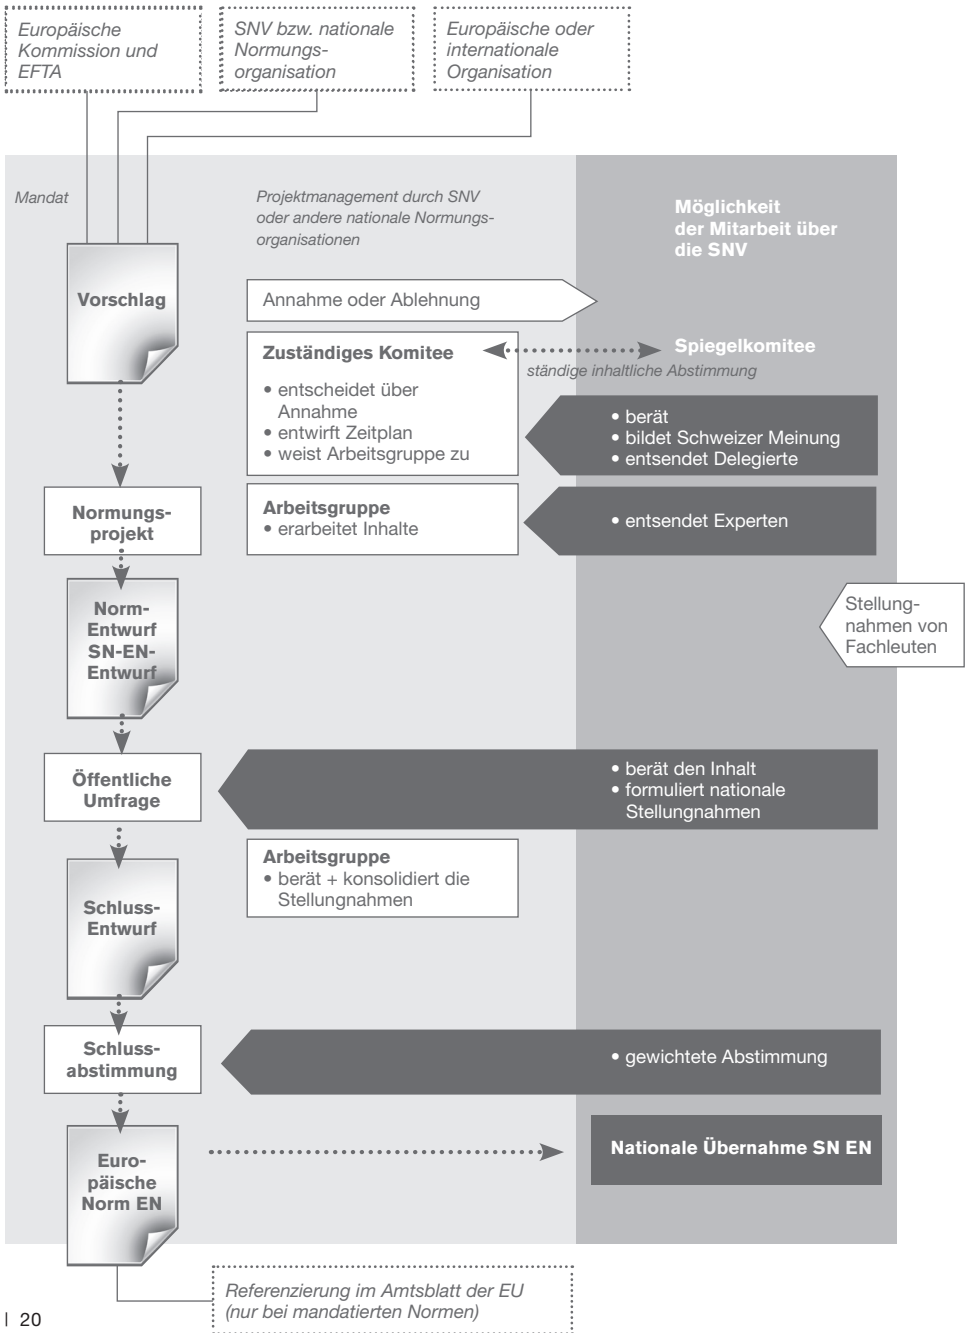 Europäische
Kommission und
EFTA
SNV bzw. nationale
Normungs-
organisation
Europäische oder
internationale
Organisation
Mandat
Projektmanagement durch SNV
oder andere nationale Normungs-
organisationen
Möglichkeit
der Mitarbeit über
die SNV
Vorschlag
Annahme oder Ablehnung
Zuständiges Komitee
• entscheidet über
Annahme
• entwirft Zeitplan
• weist Arbeitsgruppe zu
Spiegelkomitee
ständige inhaltliche Abstimmung
• berät
• bildet Schweizer Meinung
• entsendet Delegierte
Normungs-
projekt
Arbeitsgruppe
• erarbeitet Inhalte
• entsendet Experten
Norm-
Entwurf
SN-EN-
Entwurf
Stellung-
nahmen von
Fachleuten
Öffentliche
Umfrage
• berät den Inhalt
• formuliert nationale
Stellungnahmen
Arbeitsgruppe
• berät + konsolidiert die
Stellungnahmen
Schluss-
Entwurf
Schluss-
abstimmung
• gewichtete Abstimmung
Euro-
päische
Norm EN
Nationale Übernahme SN EN
Referenzierung im Amtsblatt der EU
(nur bei mandatierten Normen)
| 20